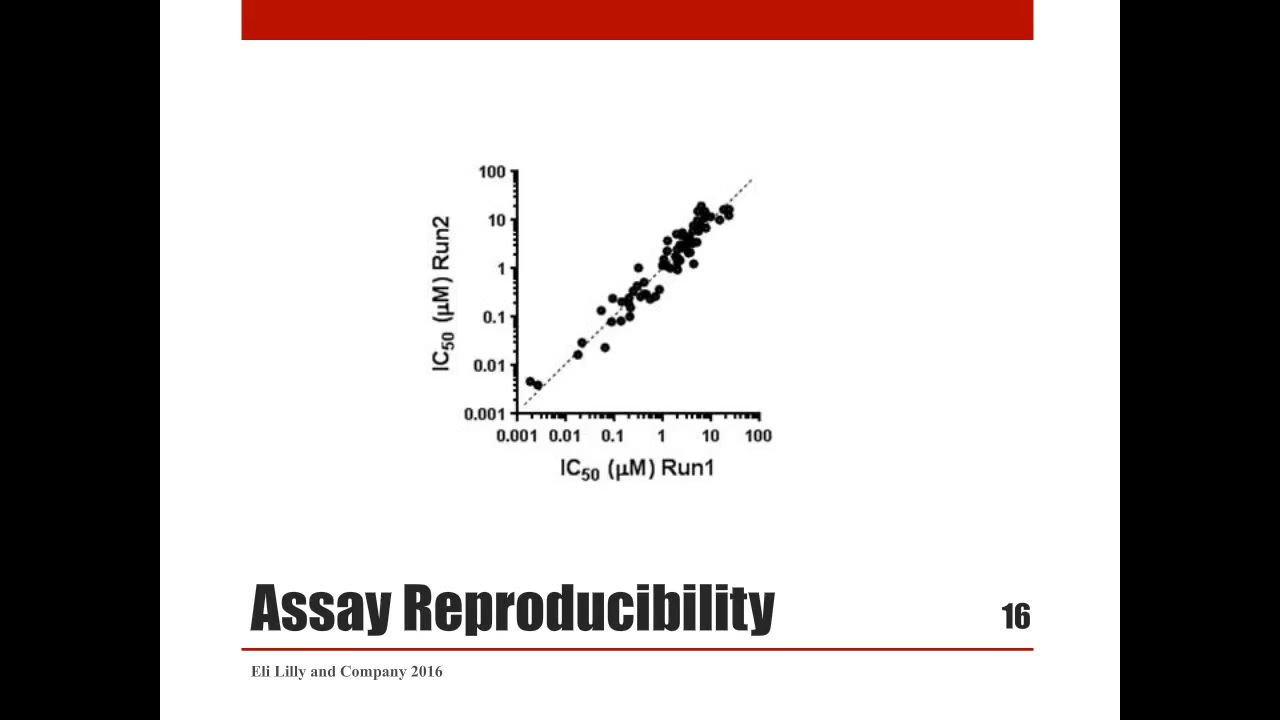 100
10
1
0.1
0.01
0.001
IC50 (µM) Run2
0.001 0.01 0.1 1 10 100
IC50 (µM) Run1
Assay Reproducibility
16
Eli Lilly and Company 2016